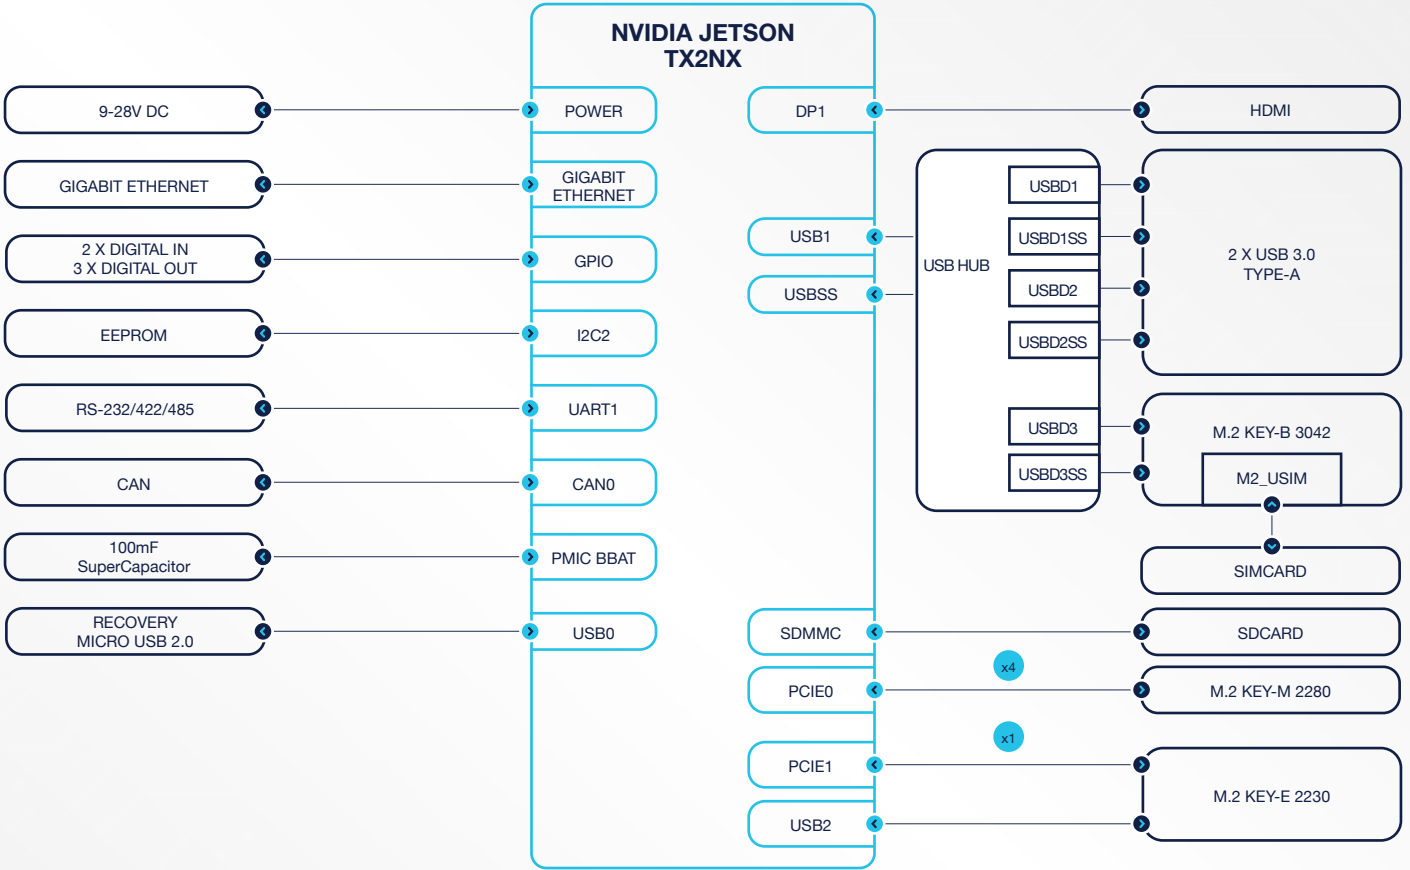 NVIDIA JETSON
TX2NX
9-28V DC
POWER
GIGABIT ETHERNET
GIGABIT
ETHERNET
2 X DIGITAL IN
3 X DIGITAL OUT
GPIO
EEPROM
I2C2
RS-232/422/485
UART1
CAN
CAN0
100mF
SuperCapacitor
PMIC BBAT
RECOVERY
MICRO USB 2.0
USB0
DP1
HDMI
USB1
USBSS
USB HUB
USBD1
USBD1SS
USBD2
USBD2SS
USBD3
USBD3SS
2 X USB 3.0
TYPE-A
M.2 KEY-B 3042
M2_USIM
SIMCARD
SDMMC
SDCARD
x4
PCIE0
M.2 KEY-M 2280
x1
PCIE1
USB2
M.2 KEY-E 2230